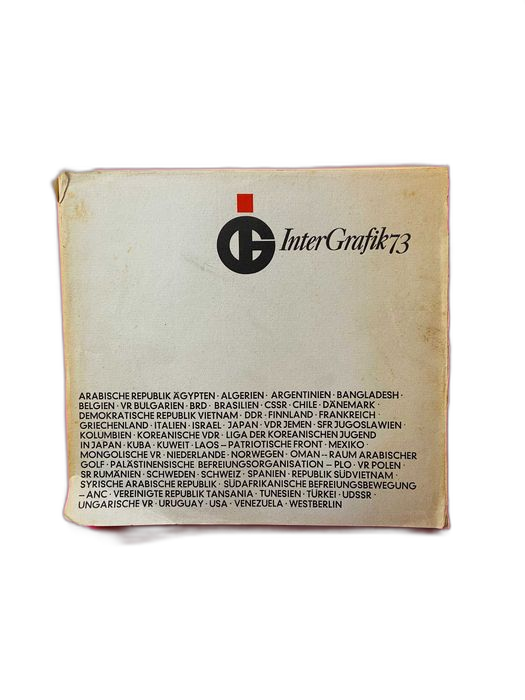 InterGrafik73
ARABISCHE REPUBLIK ÄGYPTEN · ALGERIEN · ARGENTINIEN · BANGLADESH ·
BELGIEN · VR BULGARIEN · BRD · BRASILIEN · CSSR · CHILE · DÄNEMARK ·
DEMOKRATISCHE REPUBLIK VIETNAM · DDR · FINNLAND · FRANKREICH ·
GRIECHENLAND · ITALIEN · ISRAEL · JAPAN · VDR JEMEN · SFR JUGOSLAWIEN ·
KOLUMBIEN · KOREANISCHE VDR · LIGA DER KOREANISCHEN JUGEND
IN JAPAN · KUBA · KUWEIT · LAOS – PATRIOTISCHE FRONT · MEXIKO ·
MONGOLISCHE VR · NIEDERLANDE · NORWEGEN · OMAN – RAUM ARABISCHER
GOLF · PALÄSTINENSISCHE BEFREIUNGSORGANISATION – PLO · VR POLEN ·
SR RUMÄNIEN · SCHWEDEN · SCHWEIZ · SPANIEN · REPUBLIK SÜDVIETNAM ·
SYRISCHE ARABISCHE REPUBLIK · SÜDAFRIKANISCHE BEFREIUNGSBEWEGUNG
– ANC · VEREINIGTE REPUBLIK TANSANIA · TUNESIEN · TÜRKEI · UDSSR ·
UNGARISCHE VR · URUGUAY · USA · VENEZUELA · WESTBERLIN